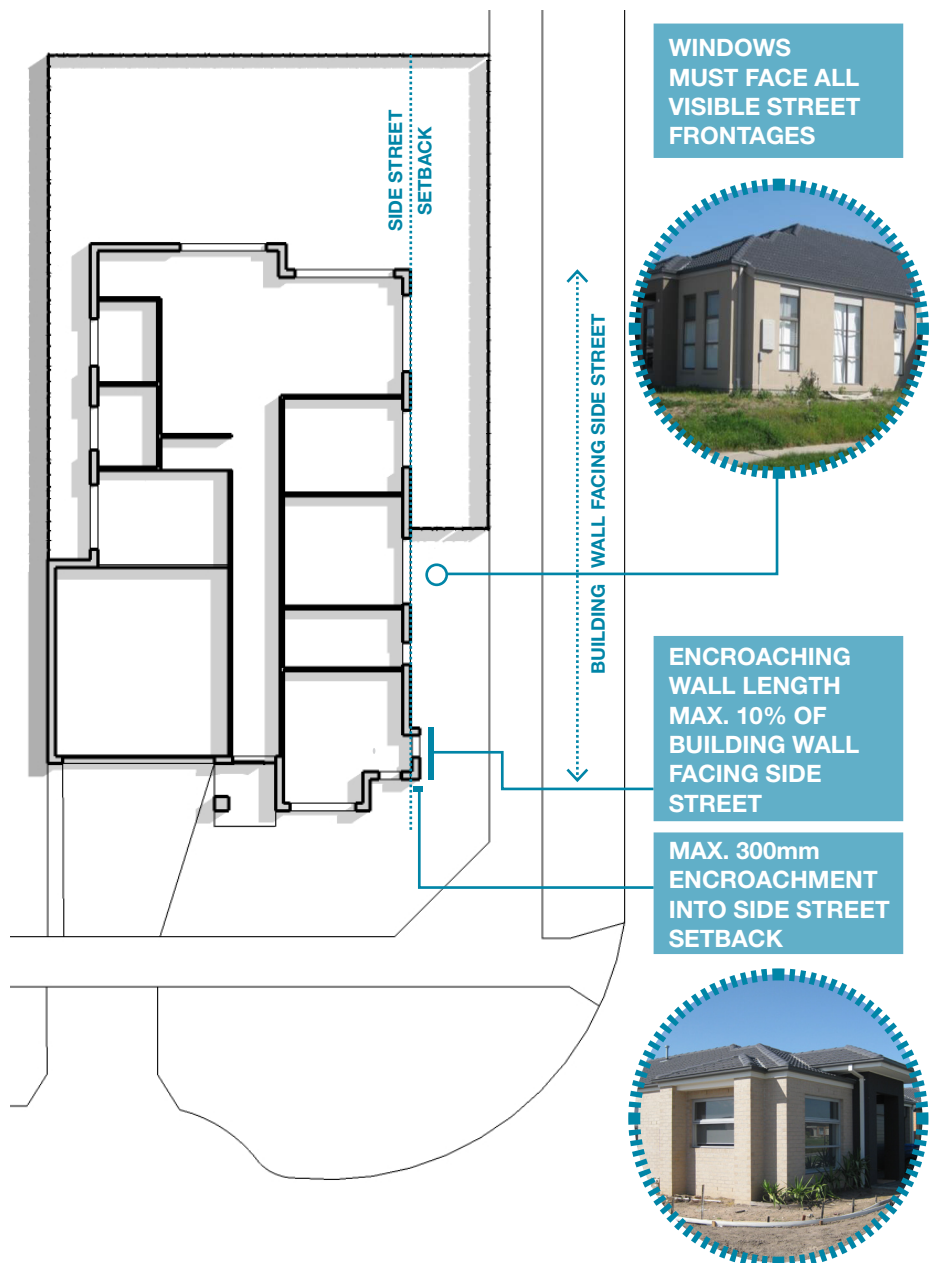 WINDOWS
MUST FACE ALL
VISIBLE STREET
FRONTAGES
SIDE STREET
SETBACK
BUILDING WALL FACING SIDE STREET
ENCROACHING
WALL LENGTH
MAX. 10% OF
BUILDING WALL
FACING SIDE
STREET
MAX. 300mm
ENCROACHMENT
INTO SIDE STREET
SETBACK